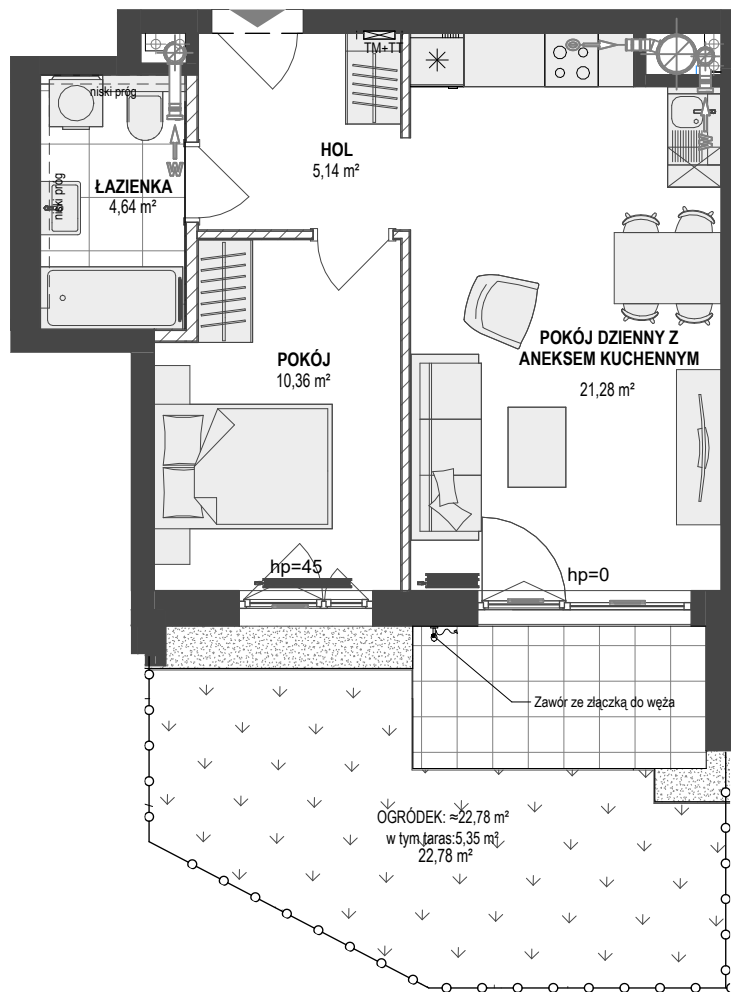 TM+TT
niski próg
HOL
5,14 m²
W
W
niski próg
ŁAZIENKA
4,64 m²
POKÓJ DZIENNY Z
ANEKSEM KUCHENNYM
21,28 m²
POKÓJ
10,36 m²
hp=45
hp=0
Zawór ze złączką do węża
OGRÓDEK: ≈22,78 m²
w tym taras:5,35 m²
22,78 m²